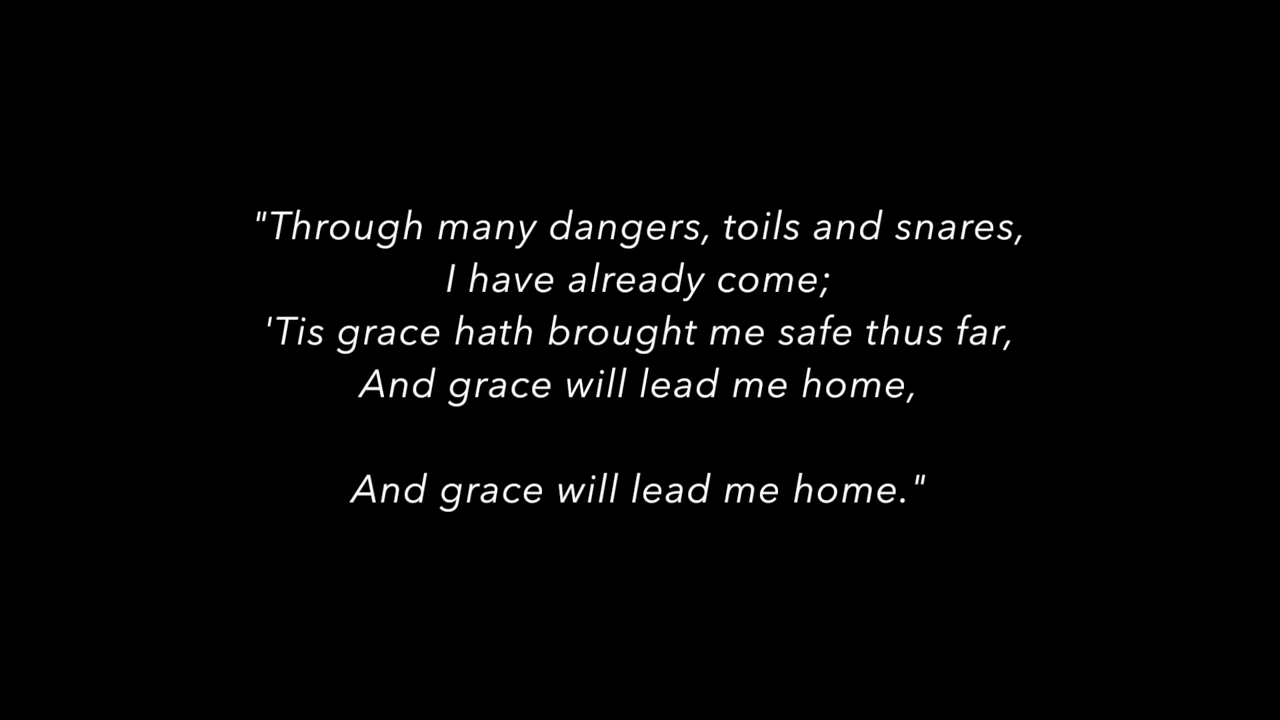 "Through many dangers, toils and snares,
I have already come;
'Tis grace hath brought me safe thus far,
And grace will lead me home,
And grace will lead me home."